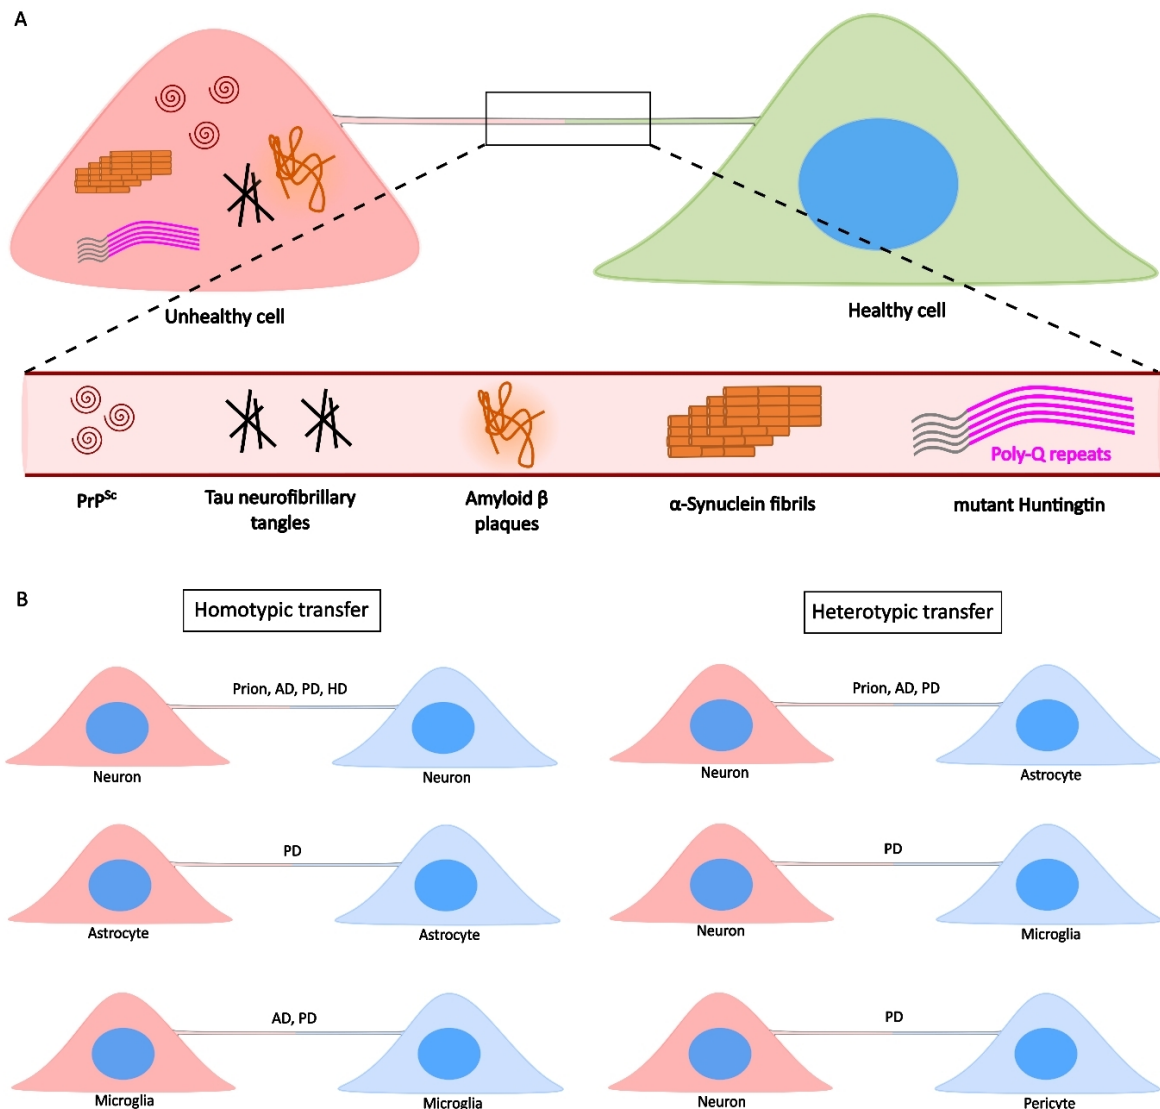 A
Unhealthy cell
Healthy cell
Poly-Q repeats
PrPSc
Tau neurofibrillary
tangles
Amyloid β
plaques
α-Synuclein fibrils
mutant Huntingtin
B
Homotypic transfer
Heterotypic transfer
Prion, AD, PD, HD
Neuron
Neuron
Prion, AD, PD
Neuron
Astrocyte
PD
Astrocyte
Astrocyte
PD
Neuron
Microglia
AD, PD
Microglia
Microglia
PD
Neuron
Pericyte